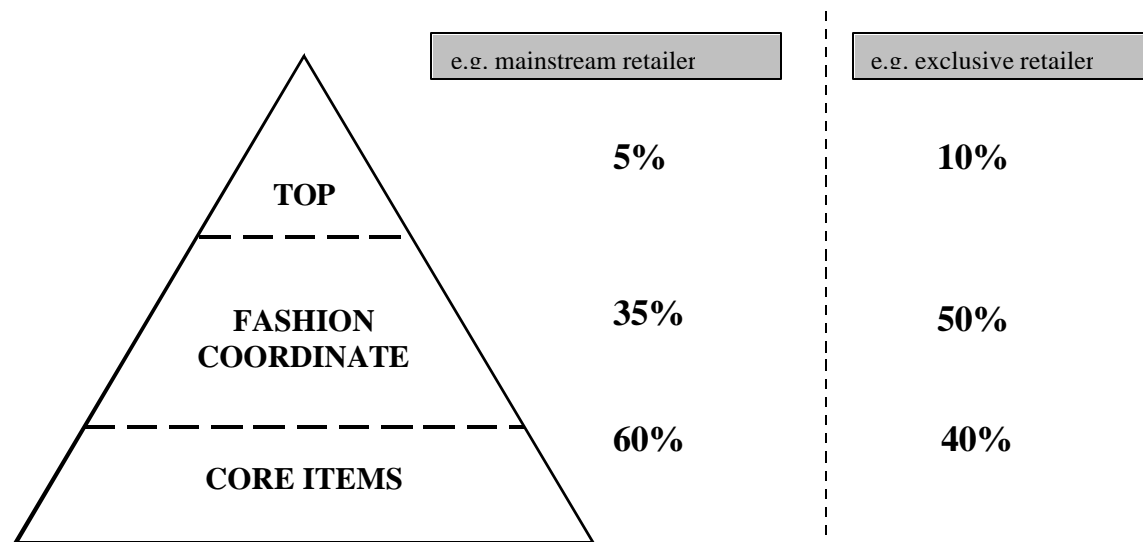 e.g. mainstream retailer
e.g. exclusive retailer
TOP
5%
10%
FASHION
COORDINATE
35%
50%
CORE ITEMS
60%
40%